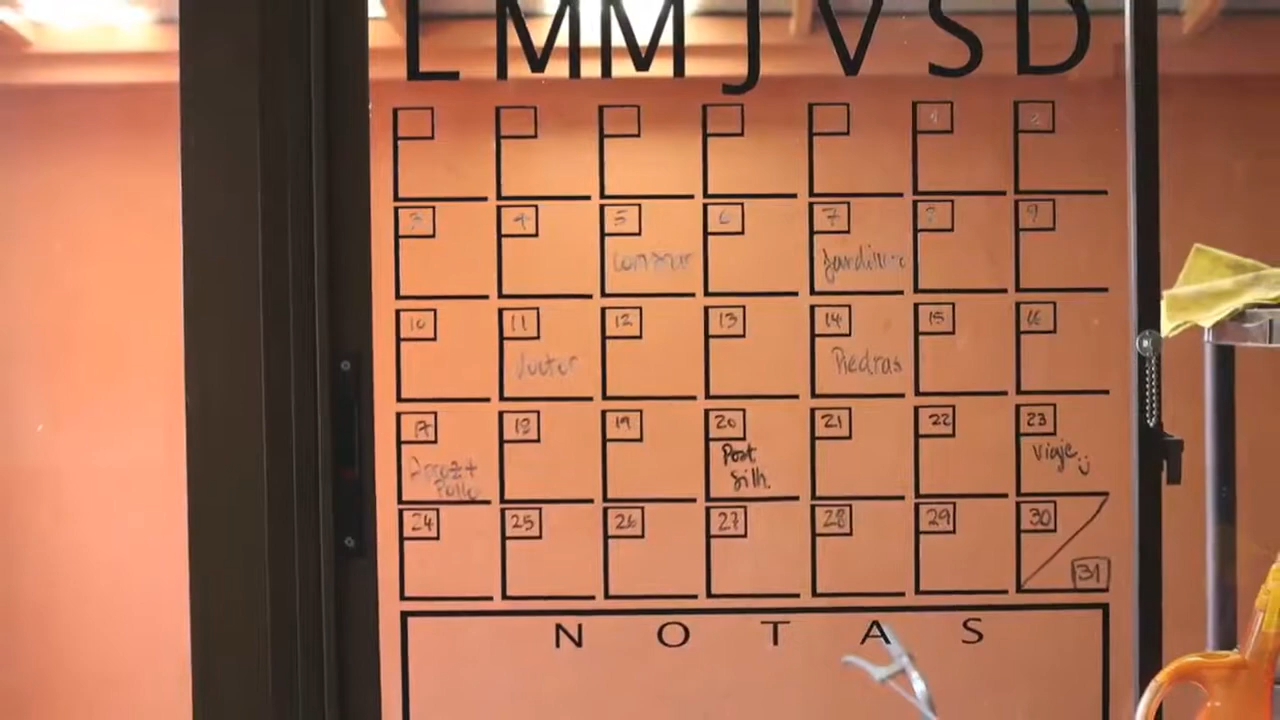 L M M J V S D
1 2
3 4 5 6 7 8 9
10 11 12 13 14 15 16
Doctor Piedras
17 18 19 20 21 22 23
Arroz + Post Viaje
Pollo Silh.
24 25 26 27 28 29 30
31
N O T A S